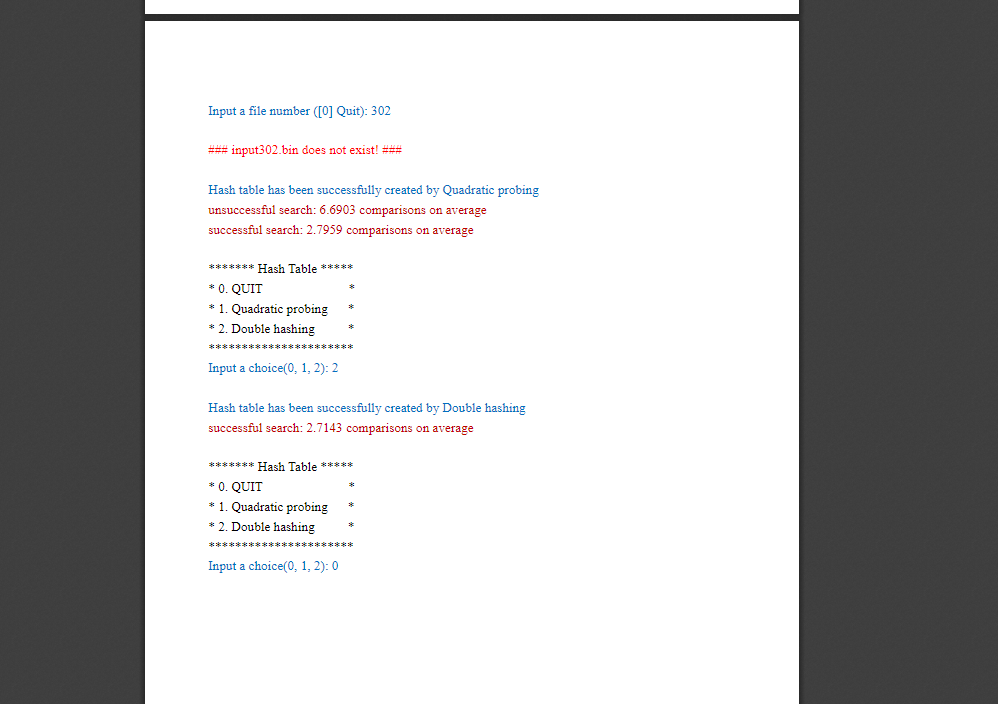 Input a file number ([0] Quit): 302
### input302.bin does not exist! ###
Hash table has been successfully created by Quadratic probing
unsuccessful search: 6.6903 comparisons on average
successful search: 2.7959 comparisons on average
******* Hash Table *****
* 0. QUIT *
* 1. Quadratic probing *
* 2. Double hashing *
**********************
Input a choice(0, 1, 2): 2
Hash table has been successfully created by Double hashing
successful search: 2.7143 comparisons on average
******* Hash Table *****
* 0. QUIT *
* 1. Quadratic probing *
* 2. Double hashing *
**********************
Input a choice(0, 1, 2): 0